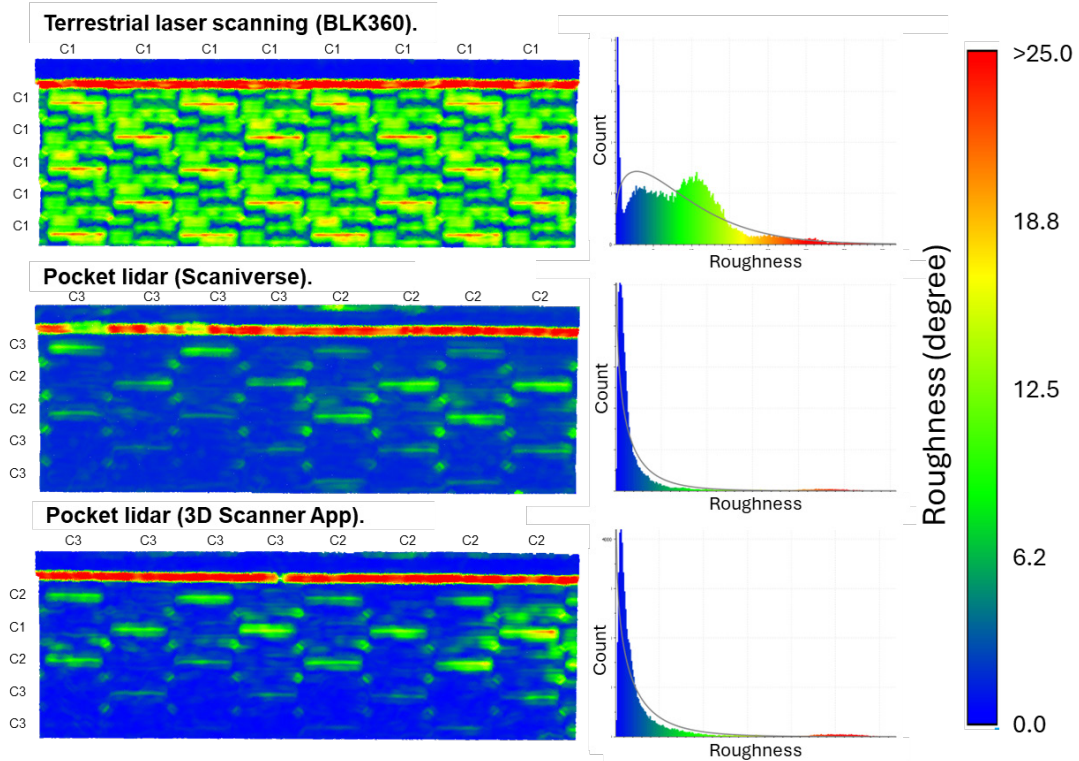 Terrestrial laser scanning (BLK360).
C1 C1 C1 C1 C1 C1 C1 C1
C1
C1
C1
C1
C1
Count
Roughness
Pocket lidar (Scaniverse).
C3 C3 C3 C3 C2 C2 C2 C2
C3
C2
C2
C3
C3
Count
Roughness
Pocket lidar (3D Scanner App).
C3 C3 C3 C2 C2 C2 C2
C2
C1
C2
C3
C3
Count
Roughness
Roughness (degree)
>25.0
18.8
12.5
6.2
0.0